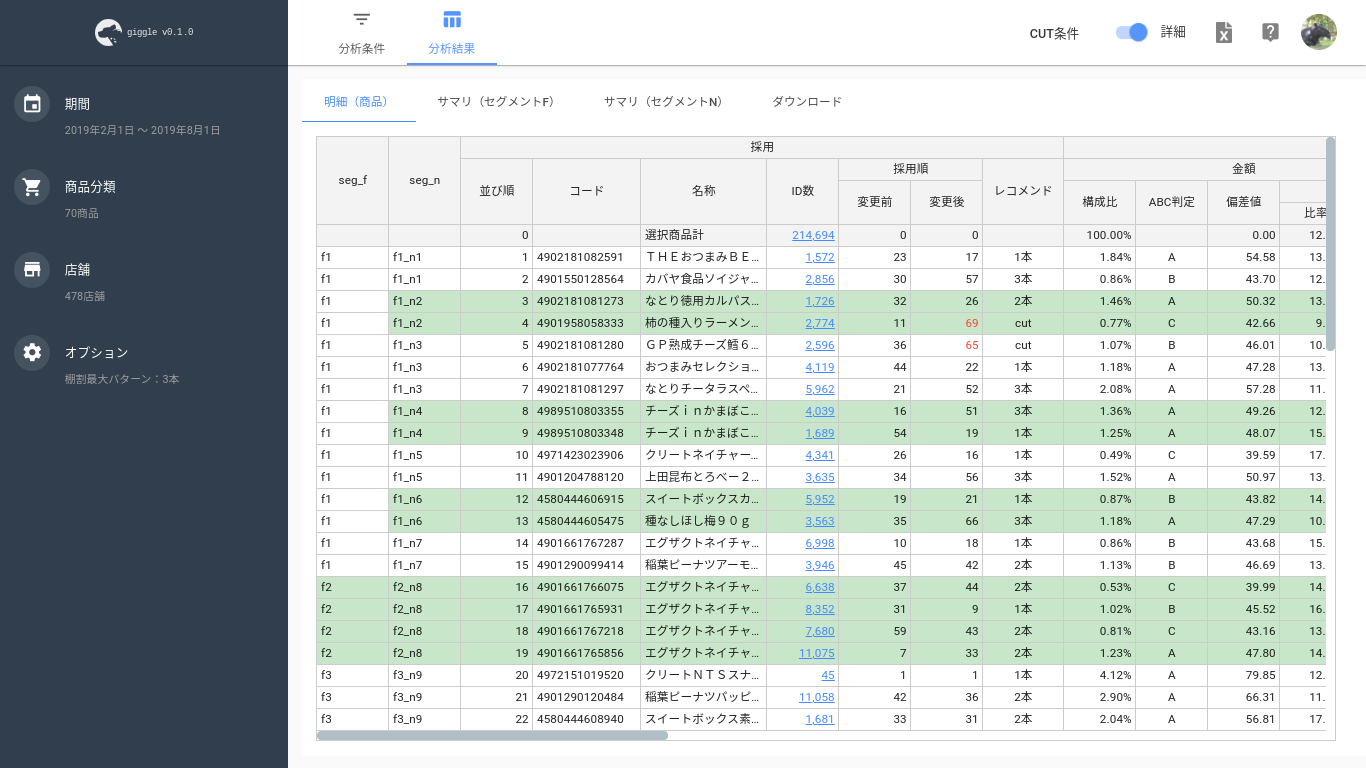 giggle v0.1.0
分析条件
分析結果
CUT条件
詳細
期間
2019年2月1日 〜 2019年8月1日
商品分類
70商品
店舗
478店舗
オプション
棚割最大パターン：3本
明細（商品） サマリ（セグメントF） サマリ（セグメントN） ダウンロード
採用
採用順 金額
seg_f seg_n 並び順 コード 名称 ID数 変更前 変更後 レコメンド 構成比 ABC判定 偏差値
比率
0 選択商品計 214,694 0 0 100.00% 0.00 12.
f1 f1_n1 1 4902181082591 ＴＨＥおつまみＢＥ… 1,572 23 17 1本 1.84% A 54.58 13.
f1 f1_n1 2 4901550128564 カバヤ食品ソイジャ… 2,856 30 57 3本 0.86% B 43.70 12.
f1 f1_n2 3 4902181081273 なとり徳用カルパス… 1,726 32 26 2本 1.46% A 50.32 13.
f1 f1_n2 4 4901958058333 柿の種入りラーメン… 2,774 11 69 cut 0.77% C 42.66 9.
f1 f1_n3 5 4902181081280 ＧＰ熟成チーズ鱈６… 2,596 36 65 cut 1.07% B 46.01 10.
f1 f1_n3 6 4902181077764 おつまみセレクショ… 4,119 44 22 1本 1.18% A 47.28 13.
f1 f1_n3 7 4902181081297 なとりチータラスペ… 5,962 21 52 3本 2.08% A 57.28 11.
f1 f1_n4 8 4989510803355 チーズｉｎかまぼこ… 4,039 16 51 3本 1.36% A 49.26 12.
f1 f1_n4 9 4989510803348 チーズｉｎかまぼこ… 1,689 54 19 1本 1.25% A 48.07 15.
f1 f1_n5 10 4971423023906 クリートネイチャー… 4,341 26 16 1本 0.49% C 39.59 17.
f1 f1_n5 11 4901204788120 上田昆布とろべー２… 3,635 34 56 3本 1.52% A 50.97 13.
f1 f1_n6 12 4580444606915 スイートボックスカ… 5,952 19 21 1本 0.87% B 43.82 14.
f1 f1_n6 13 4580444605475 種なしほし梅９０ｇ 3,563 35 66 3本 1.18% A 47.29 10.
f1 f1_n7 14 4901661767287 エグザクトネイチャ… 6,998 10 18 1本 0.86% B 43.68 15.
f1 f1_n7 15 4901290099414 稲葉ピーナツアーモ… 3,946 45 42 2本 1.13% B 46.69 13.
f2 f2_n8 16 4901661766075 エグザクトネイチャ… 6,638 37 44 2本 0.53% C 39.99 14.
f2 f2_n8 17 4901661765931 エグザクトネイチャ… 8,352 31 9 1本 1.02% B 45.52 16.
f2 f2_n8 18 4901661767218 エグザクトネイチャ… 7,680 59 43 2本 0.81% C 43.16 13.
f2 f2_n8 19 4901661765856 エグザクトネイチャ… 11,075 7 33 2本 1.23% A 47.80 14.
f3 f3_n9 20 4972151019520 クリートＮＴＳスナ… 45 1 1 1本 4.12% A 79.85 12.
f3 f3_n9 21 4901290120484 稲葉ピーナツバッピ… 11,058 42 36 2本 2.90% A 66.31 11.
f3 f3_n9 22 4580444608940 スイートボックス素… 1,681 33 31 2本 2.04% A 56.81 17.